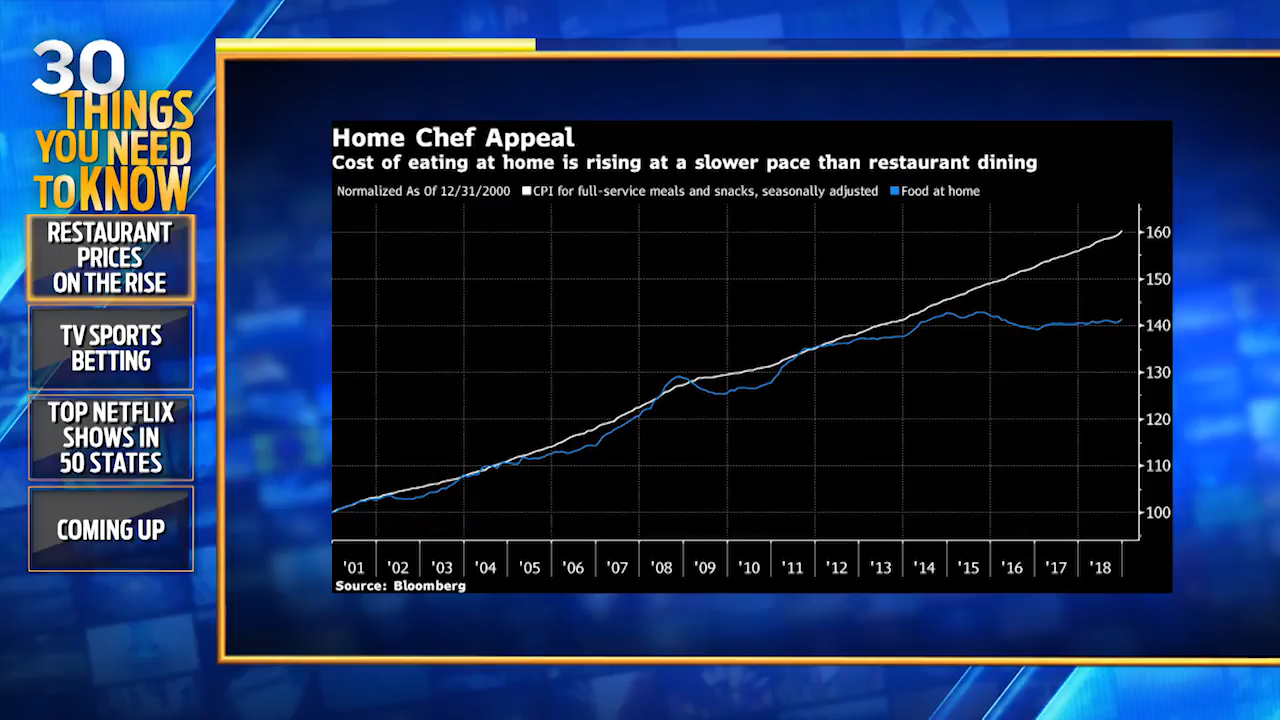 30
THINGS
YOU NEED
TO KNOW
RESTAURANT
PRICES
ON THE RISE
TV SPORTS
BETTING
TOP NETFLIX
SHOWS IN
50 STATES
COMING UP
Home Chef Appeal
Cost of eating at home is rising at a slower pace than restaurant dining
Normalized As Of 12/31/2000 CPI for full-service meals and snacks, seasonally adjusted Food at home
160
150
140
130
120
110
100
'01 '02 '03 '04 '05 '06 '07 '08 '09 '10 '11 '12 '13 '14 '15 '16 '17 '18
Source: Bloomberg